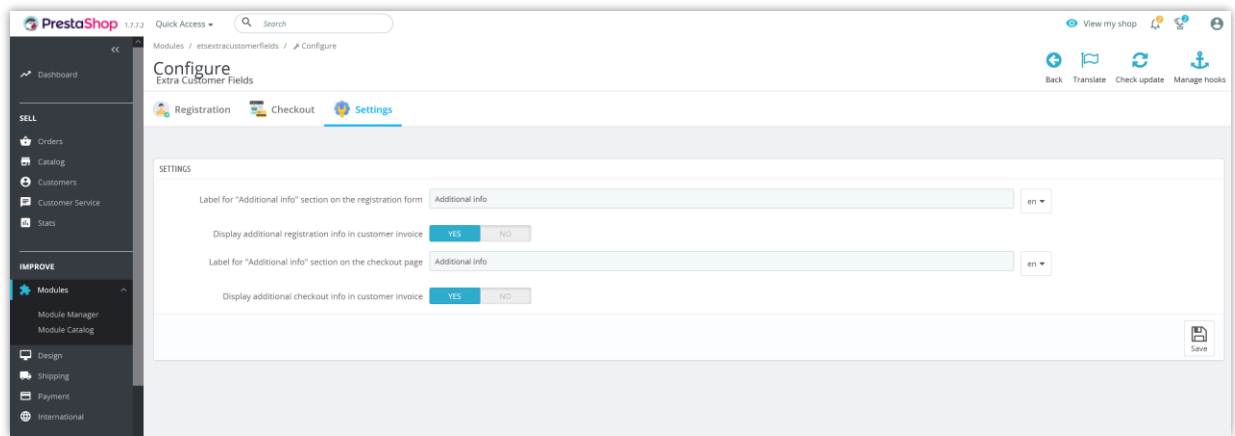 PrestaShop 1.7.7.2 Quick Access Search View my shop
Modules / etsextracustomerfields / Configure
Configure
Extra Customer Fields
Back Translate Check update Manage hooks
Registration Checkout Settings
Dashboard
SELL
Orders
Catalog
Customers
Customer Service
Stats
IMPROVE
Modules
Module Manager
Module Catalog
Design
Shipping
Payment
International
SETTINGS
Label for "Additional info" section on the registration form Additional info en
Display additional registration info in customer invoice YES NO
Label for "Additional info" section on the checkout page Additional info en
Display additional checkout info in customer invoice YES NO
Save